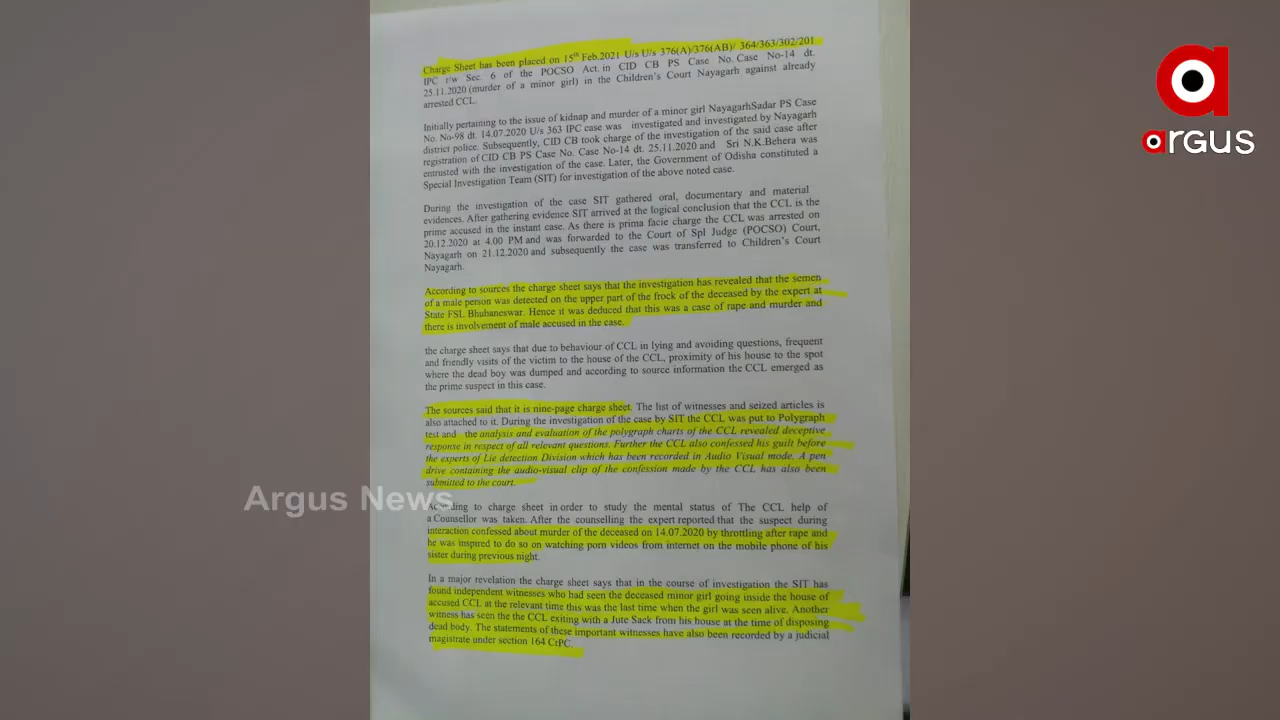 Charge Sheet has been placed on 15th Feb.2021 U/s U/s 376(A)/376(AB)/ 364/363/302/201
IPC r/w Sec. 6 of the POCSO Act. in CID CB PS Case No. Case No-14 dt.
25.11.2020 (murder of a minor girl) in the Children's Court Nayagarh against already
arrested CCL.
Initially pertaining to the issue of kidnap and murder of a minor girl NayagarhSadar PS Case
No. No-98 dt. 14.07.2020 U/s 363 IPC case was investigated and investigated by Nayagarh
district police. Subsequently, CID CB took charge of the investigation of the said case after
registration of CID CB PS Case No. Case No-14 dt. 25.11.2020 and Sri N.K.Behera was
entrusted with the investigation of the case. Later, the Government of Odisha constituted a
Special Investigation Team (SIT) for investigation of the above noted case.
During the investigation of the case SIT gathered oral, documentary and material
evidences. After gathering evidence SIT arrived at the logical conclusion that the CCL is the
prime accused in the instant case. As there is prima facie charge the CCL was arrested on
20.12.2020 at 4.00 PM and was forwarded to the Court of Spl Judge (POCSO) Court,
Nayagarh on 21.12.2020 and subsequently the case was transferred to Children's Court
Nayagarh.
According to sources the charge sheet says that the investigation has revealed that the semen
of a male person was detected on the upper part of the frock of the deceased by the expert at
State FSL Bhubaneswar. Hence it was deduced that this was a case of rape and murder and
there is involvement of male accused in the case.
the charge sheet says that due to behaviour of CCL in lying and avoiding questions, frequent
and friendly visits of the victim to the house of the CCL, proximity of his house to the spot
where the dead boy was dumped and according to source information the CCL emerged as
the prime suspect in this case.
The sources said that it is nine-page charge sheet. The list of witnesses and seized articles is
also attached to it. During the investigation of the case by SIT the CCL was put to Polygraph
test and the analysis and evaluation of the polygraph charts of the CCL revealed deceptive
response in respect of all relevant questions. Further the CCL also confessed his guilt before
the experts of Lie detection Division which has been recorded in Audio Visual mode. A pen
drive containing the audio-visual clip of the confession made by the CCL has also been
submitted to the court.
According to charge sheet in order to study the mental status of The CCL help of
a Counsellor was taken. After the counselling the expert reported that the suspect during
interaction confessed about murder of the deceased on 14.07.2020 by throttling after rape and
he was inspired to do so on watching porn videos from internet on the mobile phone of his
sister during previous night.
In a major revelation the charge sheet says that in the course of investigation the SIT has
found independent witnesses who had seen the deceased minor girl going inside the house of
accused CCL at the relevant time this was the last time when the girl was seen alive. Another
witness has seen the the CCL exiting with a Jute Sack from his house at the time of disposing
dead body. The statements of these important witnesses have also been recorded by a judicial
magistrate under section 164 CrPC.
Argus News
argus